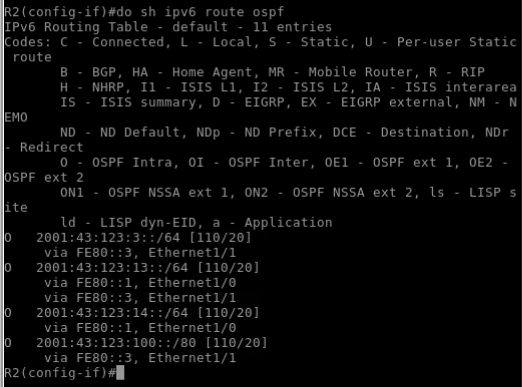 R2(config-if)#do sh ipv6 route ospf
IPv6 Routing Table - default - 11 entries
Codes: C - Connected, L - Local, S - Static, U - Per-user Static
 route
       B - BGP, HA - Home Agent, MR - Mobile Router, R - RIP
       H - NHRP, I1 - ISIS L1, I2 - ISIS L2, IA - ISIS interarea
       IS - ISIS summary, D - EIGRP, EX - EIGRP external, NM - N
EMO
       ND - ND Default, NDp - ND Prefix, DCE - Destination, NDr
- Redirect
       O - OSPF Intra, OI - OSPF Inter, OE1 - OSPF ext 1, OE2 -
OSPF ext 2
       ON1 - OSPF NSSA ext 1, ON2 - OSPF NSSA ext 2, ls - LISP s
ite
       ld - LISP dyn-EID, a - Application
O   2001:43:123:3::/64 [110/20]
     via FE80::3, Ethernet1/1
O   2001:43:123:13::/64 [110/20]
     via FE80::1, Ethernet1/0
     via FE80::3, Ethernet1/1
O   2001:43:123:14::/64 [110/20]
     via FE80::1, Ethernet1/0
O   2001:43:123:100::/80 [110/20]
     via FE80::3, Ethernet1/1
R2(config-if)#